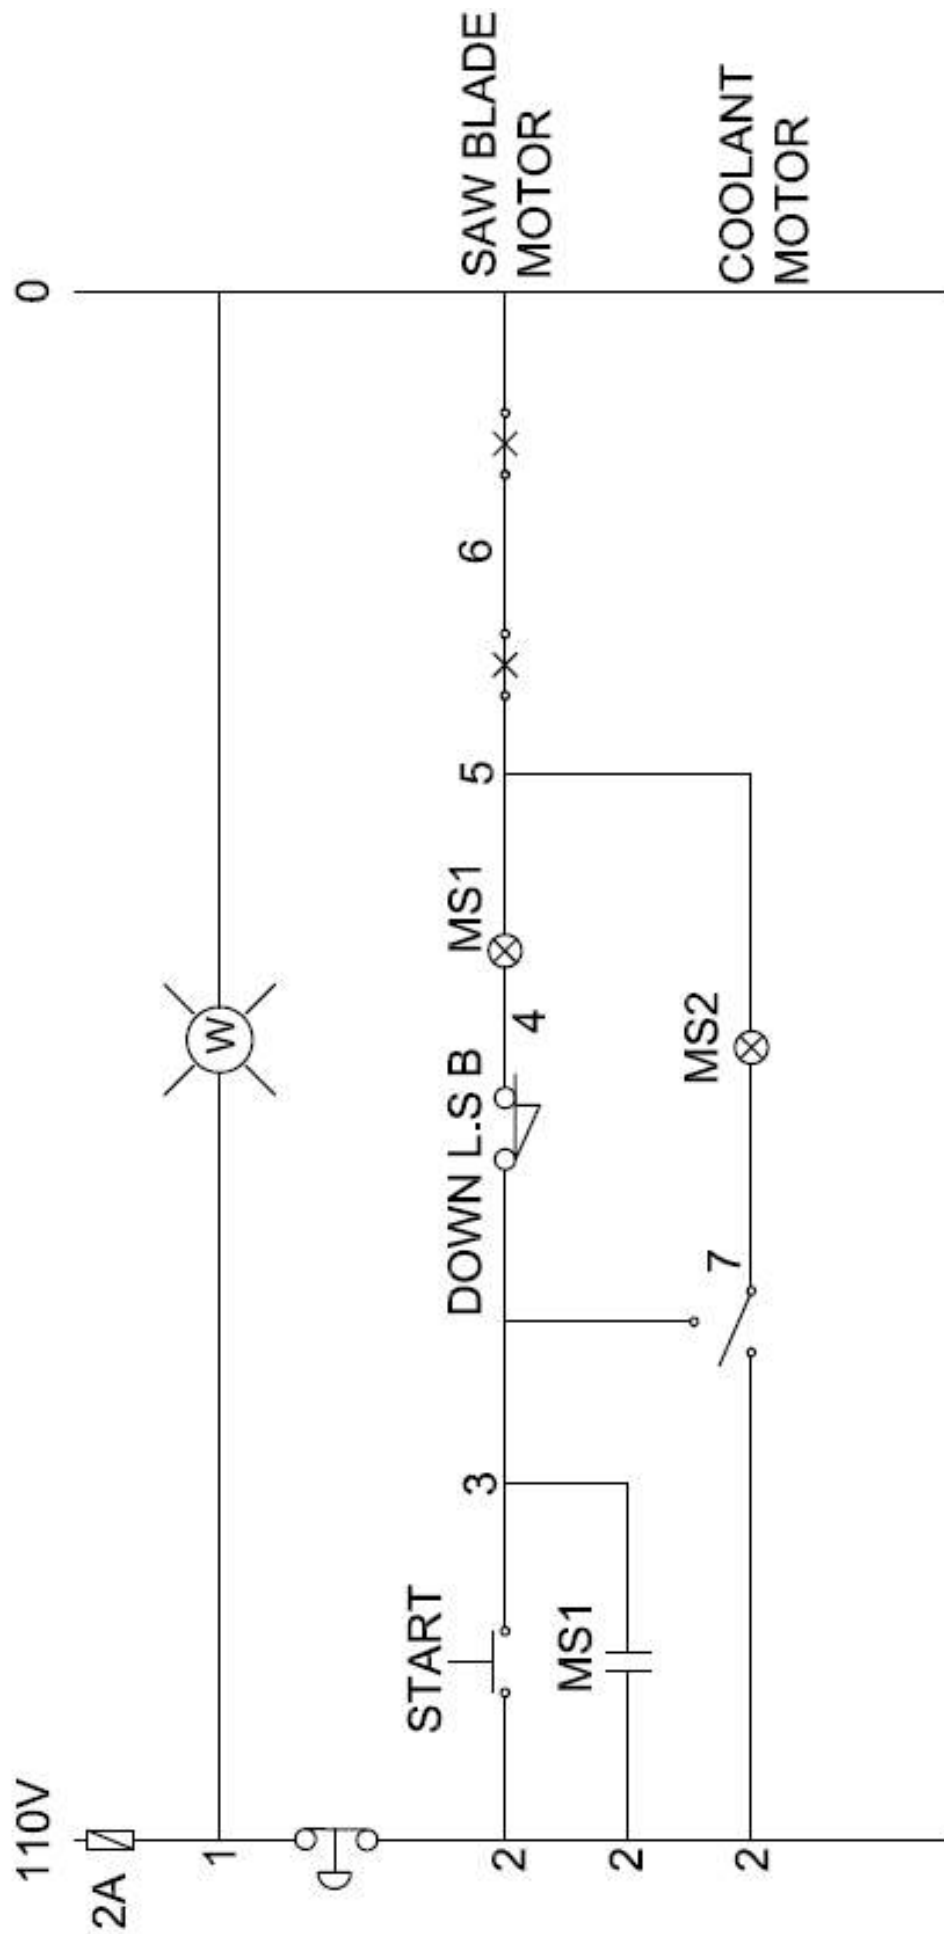 110V
0
2A
1
W
2
START
3
DOWN L.S B
4
MS1
5
6
SAW BLADE
MOTOR
2
MS1
2
7
MS2
COOLANT
MOTOR